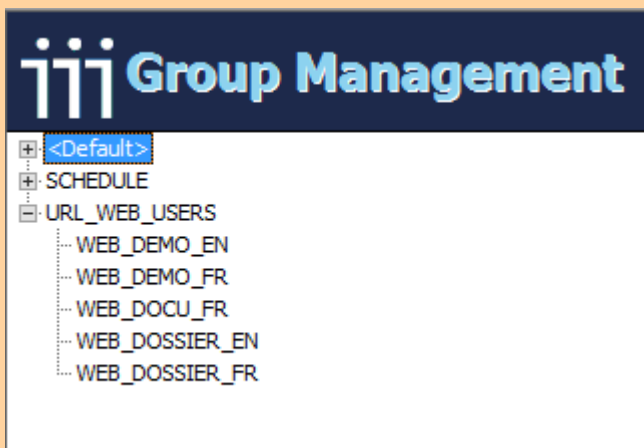 Group Management
<Default>
SCHEDULE
URL_WEB_USERS
WEB_DEMO_EN
WEB_DEMO_FR
WEB_DOCU_FR
WEB_DOSSIER_EN
WEB_DOSSIER_FR